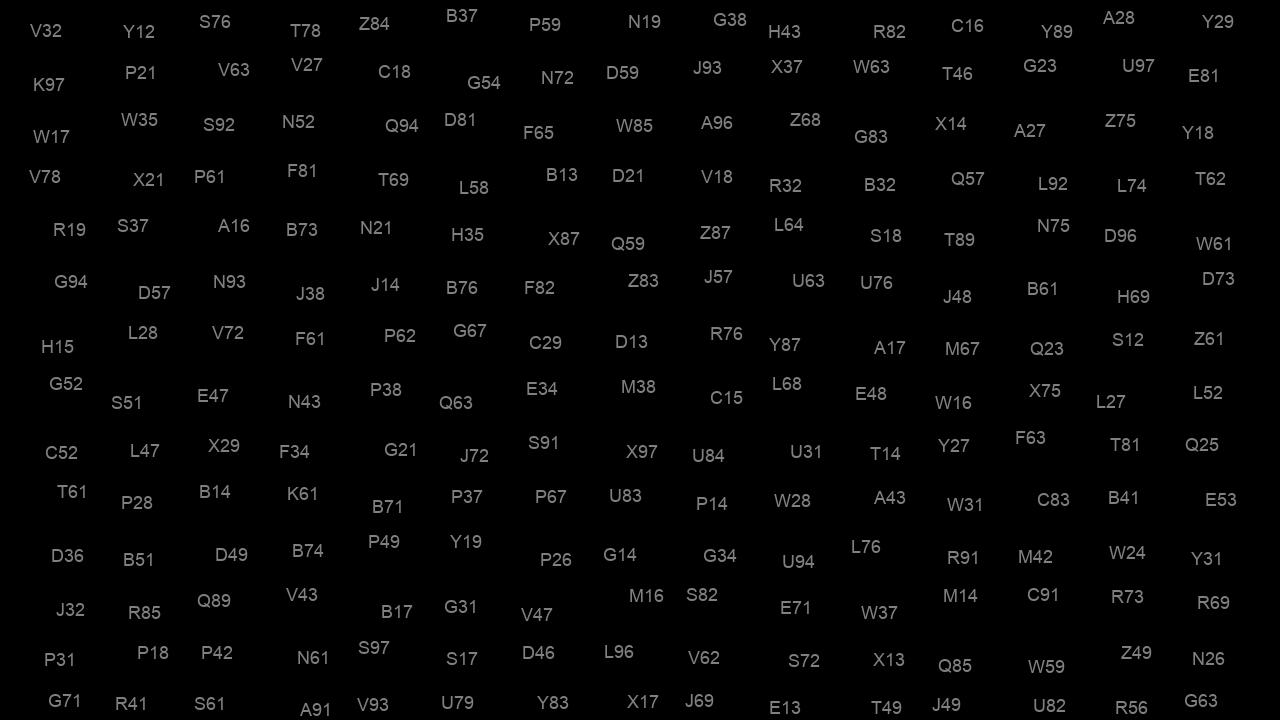 V32 Y12 S76 T78 Z84 B37 P59 N19 G38 H43 R82 C16 Y89 A28 Y29
K97 P21 V63 V27 C18 G54 N72 D59 J93 X37 W63 T46 G23 U97 E81
W17 W35 S92 N52 Q94 D81 F65 W85 A96 Z68 G83 X14 A27 Z75 Y18
V78 X21 P61 F81 T69 L58 B13 D21 V18 R32 B32 Q57 L92 L74 T62
R19 S37 A16 B73 N21 H35 X87 Q59 Z87 L64 S18 T89 N75 D96 W61
G94 D57 N93 J38 J14 B76 F82 Z83 J57 U63 U76 J48 B61 H69 D73
H15 L28 V72 F61 P62 G67 C29 D13 R76 Y87 A17 M67 Q23 S12 Z61
G52 S51 E47 N43 P38 Q63 E34 M38 C15 L68 E48 W16 X75 L27 L52
C52 L47 X29 F34 G21 J72 S91 X97 U84 U31 T14 Y27 F63 T81 Q25
T61 P28 B14 K61 B71 P37 P67 U83 P14 W28 A43 W31 C83 B41 E53
D36 B51 D49 B74 P49 Y19 P26 G14 G34 U94 L76 R91 M42 W24 Y31
J32 R85 Q89 V43 B17 G31 V47 M16 S82 E71 W37 M14 C91 R73 R69
P31 P18 P42 N61 S97 S17 D46 L96 V62 S72 X13 Q85 W59 Z49 N26
G71 R41 S61 A91 V93 U79 Y83 X17 J69 E13 T49 J49 U82 R56 G63